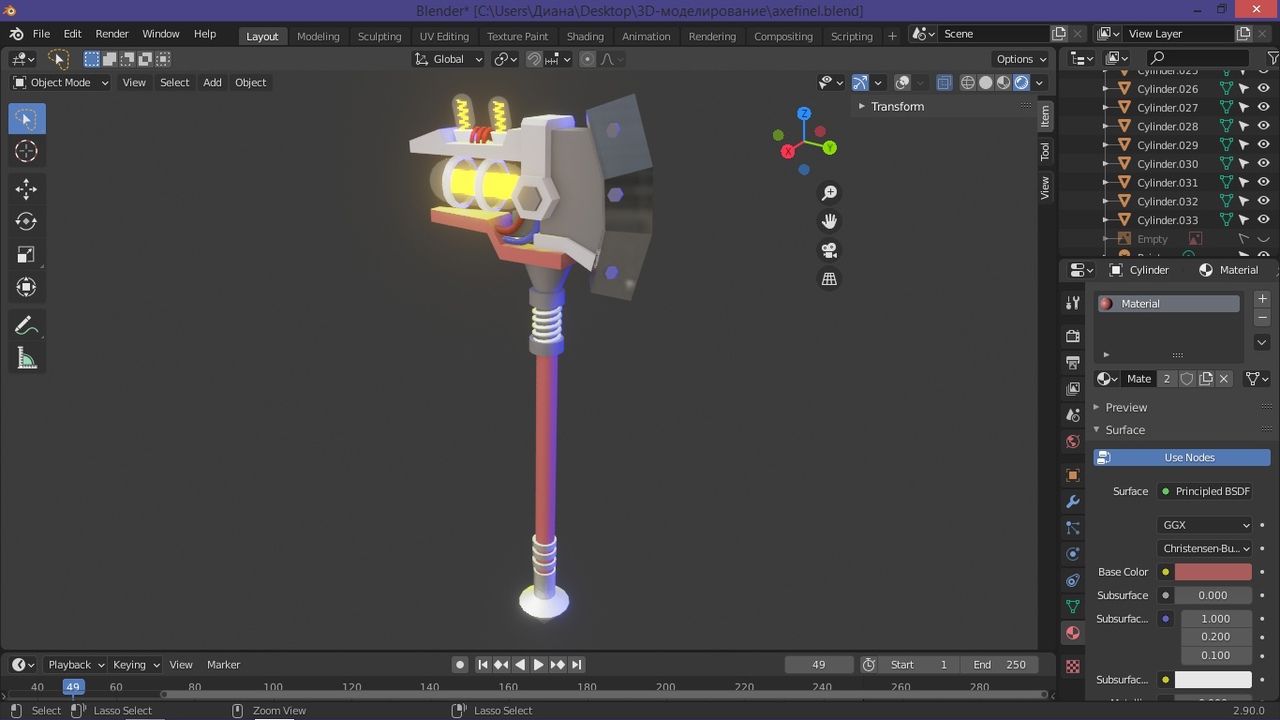 Blender* [C:\Users\Диана\Desktop\3D-моделирование\axefinel.blend]
File Edit Render Window Help Layout Modeling Sculpting UV Editing Texture Paint Shading Animation Rendering Compositing Scripting + Scene View Layer
Global Options
Object Mode View Select Add Object
Transform
Item
Tool
View
Z
Y
X
Cylinder.025
Cylinder.026
Cylinder.027
Cylinder.028
Cylinder.029
Cylinder.030
Cylinder.031
Cylinder.032
Cylinder.033
Empty
Cylinder Material
Material
Mate 2
Preview
Surface
Use Nodes
Surface Principled BSDF
GGX
Christensen-Bu...
Base Color
Subsurface 0.000
Subsurfac... 1.000
0.200
0.100
Subsurfac...
Playback Keying View Marker 49 Start 1 End 250
40 49 60 80 100 120 140 160 180 200 220 240 260 280
Select Lasso Select Zoom View Lasso Select 2.90.0